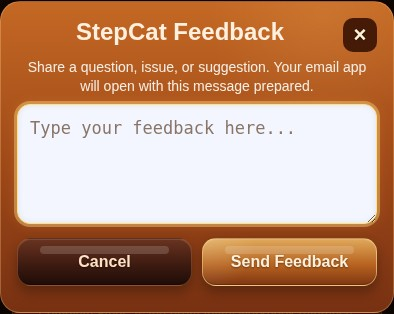 StepCat Feedback
×
Share a question, issue, or suggestion. Your email app
will open with this message prepared.
Type your feedback here...
Cancel
Send Feedback